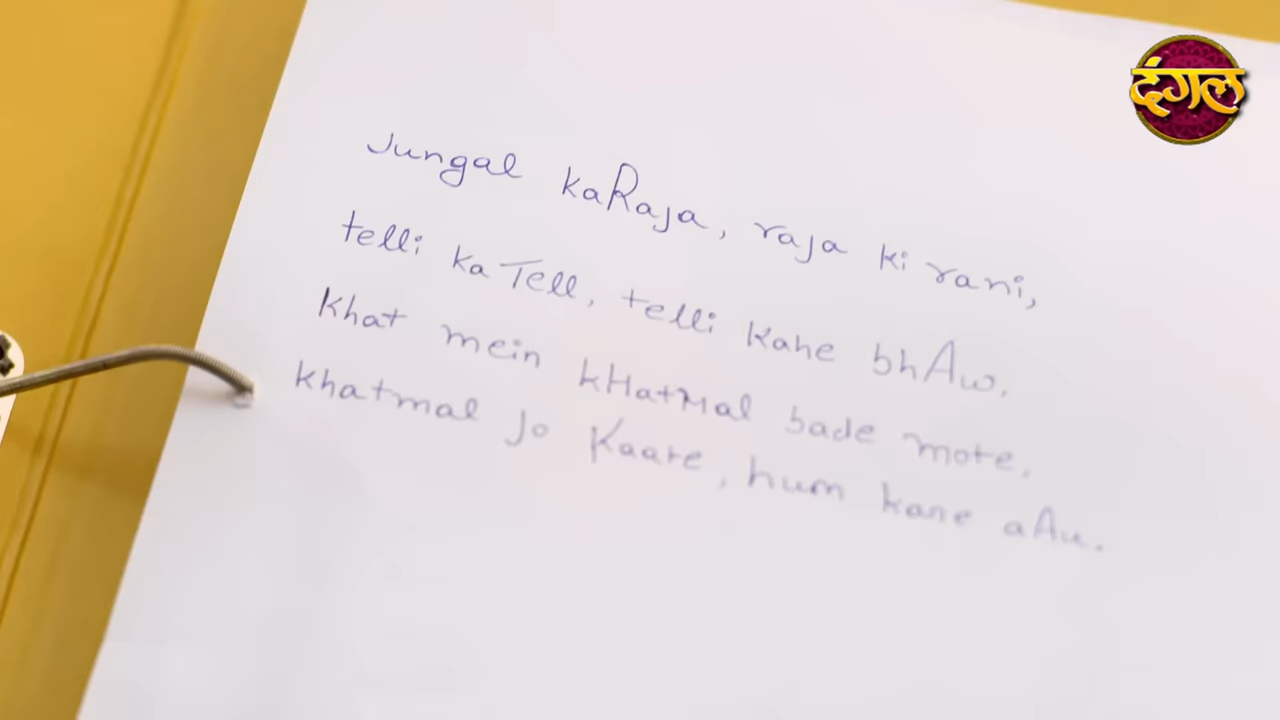 दंगल
Jungal kaRaja, raja ki rani,
telli ka Tell, telli kahe bhAw.
khat mein kHatMal bade mote.
khatmal jo Kaate, hum kahe aAu.